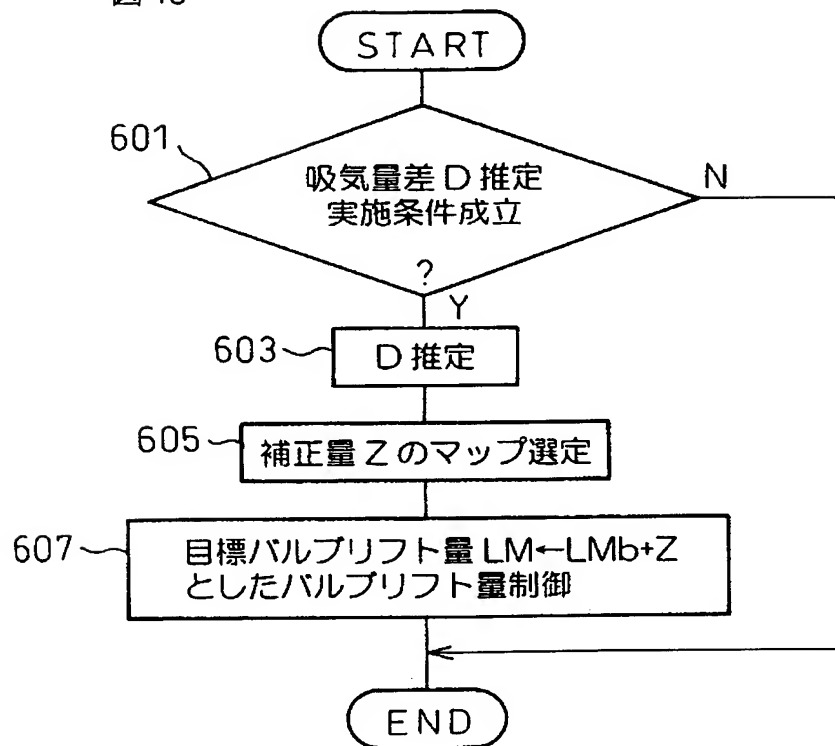 START
601
吸気量差D推定
実施条件成立
?
N
Y
603
D推定
605
補正量Zのマップ選定
607
目標バルブリフト量LM←LMb+Z
としたバルブリフト量制御
END